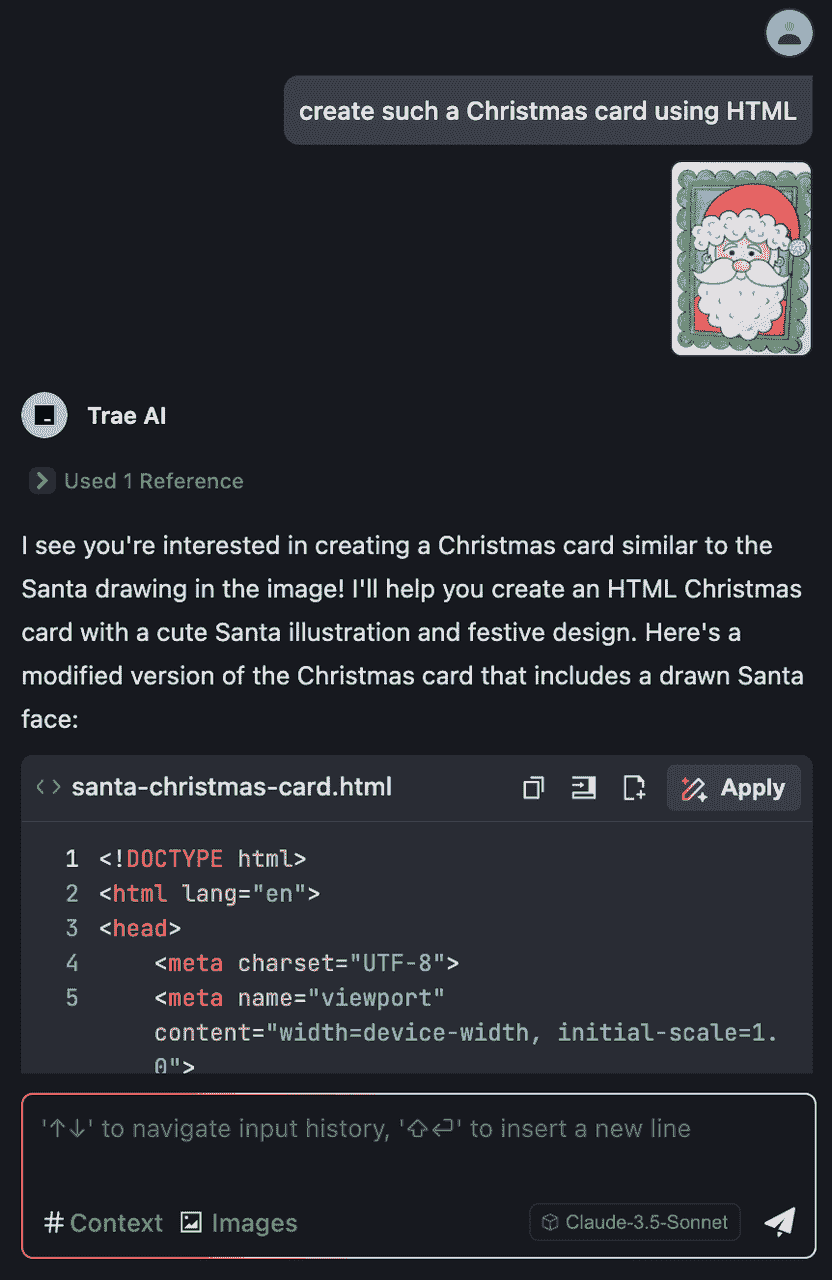 create such a Christmas card using HTML
Trae AI
Used 1 Reference
I see you're interested in creating a Christmas card similar to the
Santa drawing in the image! I'll help you create an HTML Christmas
card with a cute Santa illustration and festive design. Here's a
modified version of the Christmas card that includes a drawn Santa
face:
<> santa-christmas-card.html
Apply
1 <!DOCTYPE html>
2 <html lang="en">
3 <head>
4 <meta charset="UTF-8">
5 <meta name="viewport"
content="width=device-width, initial-scale=1.
0">
'↑↓' to navigate input history, '⇧⏎' to insert a new line
# Context
Images
Claude-3.5-Sonnet